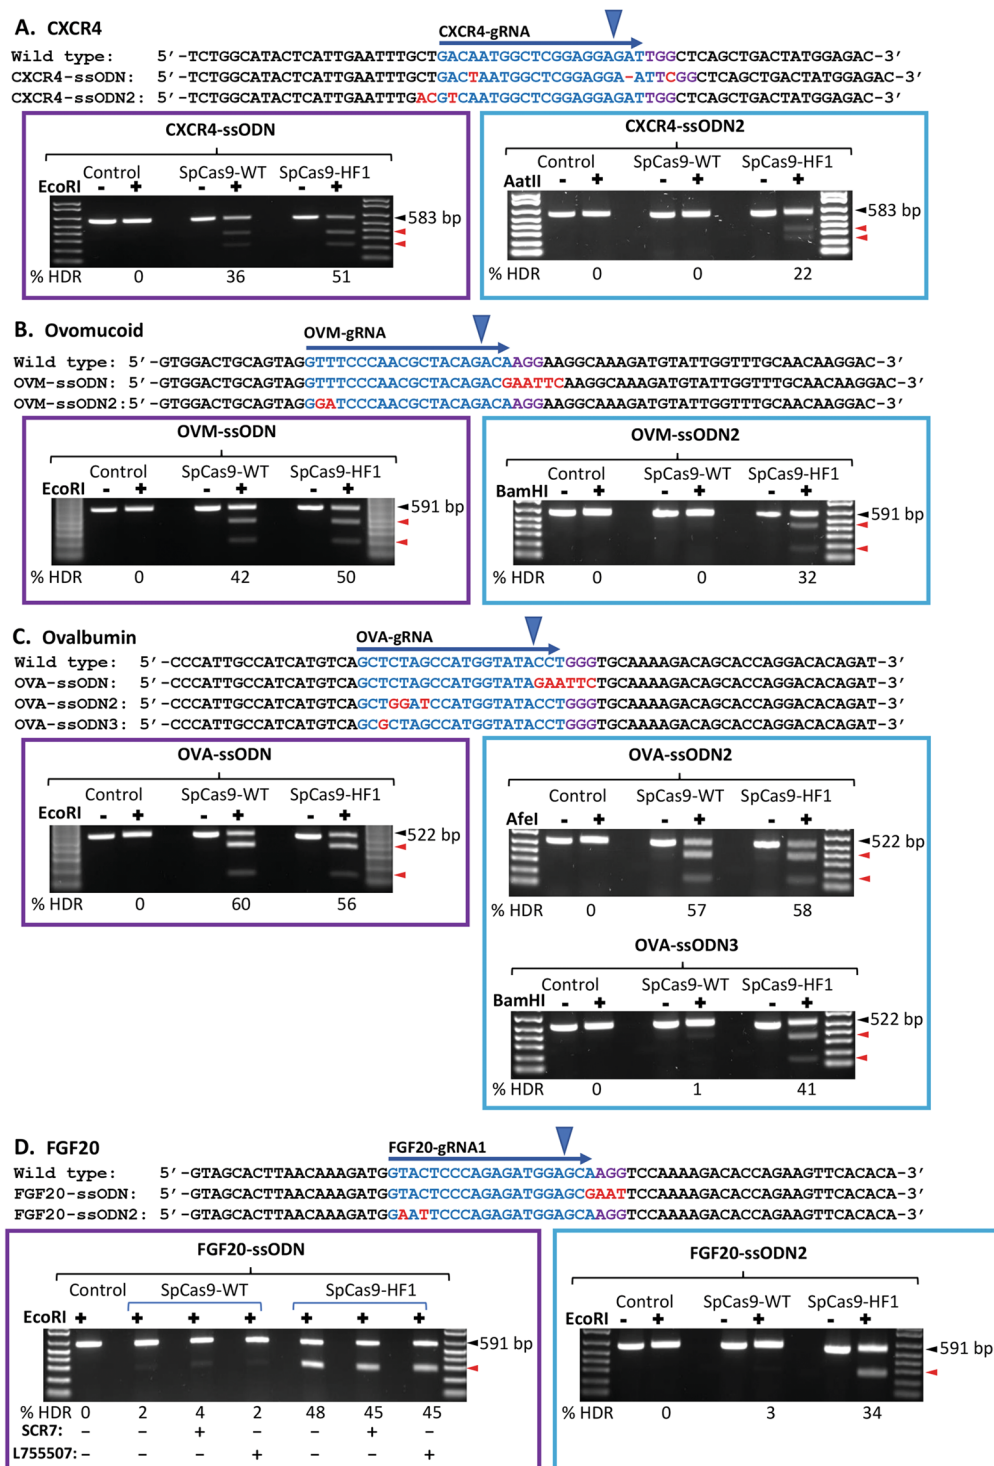 A. CXCR4
CXCR4-gRNA
Wild type: 5′-TCTGGCATACTCATTGAATTTGCTGACAATGGCTCGGAGGAGATTGGCTCAGCTGACTATGGAGAC-3′
CXCR4-ssODN: 5′-TCTGGCATACTCATTGAATTTGCTGACTAATGGCTCGGAGGA-ATTCGGCTCAGCTGACTATGGAGAC-3′
CXCR4-ssODN2: 5′-TCTGGCATACTCATTGAATTTGACGTCAATGGCTCGGAGGAGATTGGCTCAGCTGACTATGGAGAC-3′
CXCR4-ssODN
Control SpCas9-WT SpCas9-HF1
EcoRI - + - + - +
583 bp
% HDR 0 36 51
CXCR4-ssODN2
Control SpCas9-WT SpCas9-HF1
AatII - + - + - +
583 bp
% HDR 0 0 22
B. Ovomucoid
OVM-gRNA
Wild type: 5′-GTGGACTGCAGTAGGTTTCCCAACGCTACAGACAAGGAAGGCAAAGATGTATTGGTTTGCAACAAGGAC-3′
OVM-ssODN: 5′-GTGGACTGCAGTAGGTTTCCCAACGCTACAGACGAATTCAAGGCAAAGATGTATTGGTTTGCAACAAGGAC-3′
OVM-ssODN2: 5′-GTGGACTGCAGTAGGGATCCCAACGCTACAGACAAGGAAGGCAAAGATGTATTGGTTTGCAACAAGGAC-3′
OVM-ssODN
Control SpCas9-WT SpCas9-HF1
EcoRI - + - + - +
591 bp
% HDR 0 42 50
OVM-ssODN2
Control SpCas9-WT SpCas9-HF1
BamHI - + - + - +
591 bp
% HDR 0 0 32
C. Ovalbumin
OVA-gRNA
Wild type: 5′-CCCATTGCCATCATGTCAGCTCTAGCCATGGTATACCTGGGTGCAAAAGACAGCACCAGGACACAGAT-3′
OVA-ssODN: 5′-CCCATTGCCATCATGTCAGCTCTAGCCATGGTATAGAATTCTGCAAAAGACAGCACCAGGACACAGAT-3′
OVA-ssODN2: 5′-CCCATTGCCATCATGTCAGCTGGATCCATGGTATACCTGGGTGCAAAAGACAGCACCAGGACACAGAT-3′
OVA-ssODN3: 5′-CCCATTGCCATCATGTCAGCGCTAGCCATGGTATACCTGGGTGCAAAAGACAGCACCAGGACACAGAT-3′
OVA-ssODN
Control SpCas9-WT SpCas9-HF1
EcoRI - + - + - +
522 bp
% HDR 0 60 56
OVA-ssODN2
Control SpCas9-WT SpCas9-HF1
AfeI - + - + - +
522 bp
% HDR 0 57 58
OVA-ssODN3
Control SpCas9-WT SpCas9-HF1
BamHI - + - + - +
522 bp
% HDR 0 1 41
D. FGF20
FGF20-gRNA1
Wild type: 5′-GTAGCACTTAACAAAGATGGGTACTCCCAGAGATGGAGCAAGGTCCAAAAGACACCAGAAGTTCACACA-3′
FGF20-ssODN: 5′-GTAGCACTTAACAAAGATGGGTACTCCCAGAGATGGAGCGAATTCCAAAAGACACCAGAAGTTCACACA-3′
FGF20-ssODN2: 5′-GTAGCACTTAACAAAGATGGGAATTCCCAGAGATGGAGCAAGGTCCAAAAGACACCAGAAGTTCACACA-3′
FGF20-ssODN
Control SpCas9-WT SpCas9-HF1
EcoRI + + + + + + +
591 bp
% HDR 0 2 4 2 48 45 45
SCR7: – – + – – + –
L755507: – – – + – – +
FGF20-ssODN2
Control SpCas9-WT SpCas9-HF1
EcoRI - + - + - +
591 bp
% HDR 0 3 34